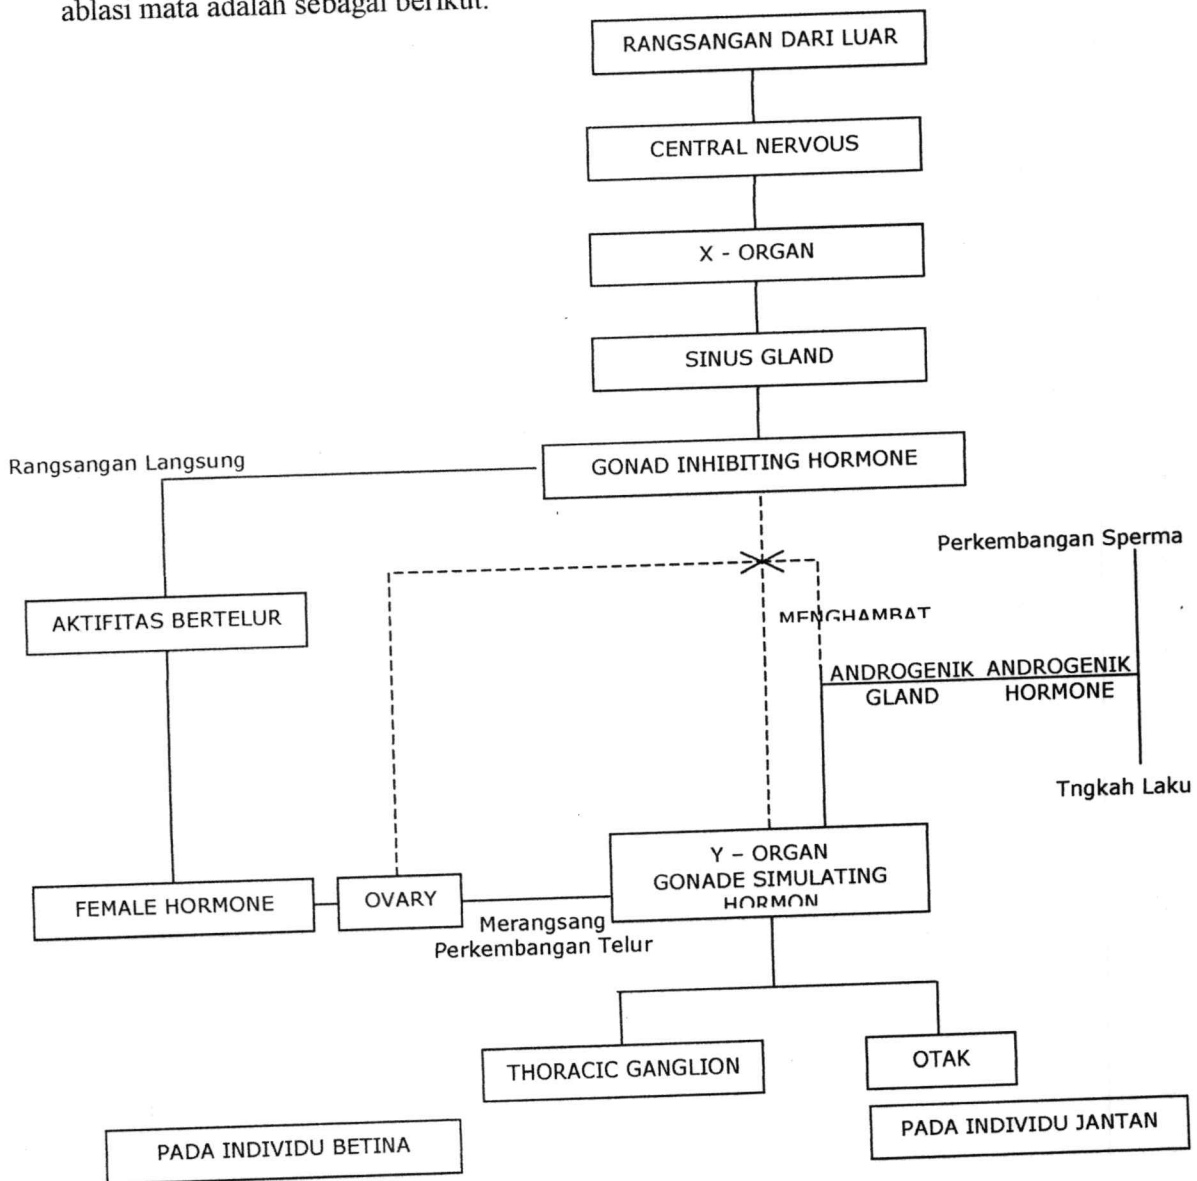 ablasi mata adalah sebagai berikut:
RANGSANGAN DARI LUAR
CENTRAL NERVOUS
X - ORGAN
SINUS GLAND
GONAD INHIBITING HORMONE
Rangsangan Langsung
Perkembangan Sperma
AKTIFITAS BERTELUR
MENGHAMBAT
ANDROGENIK
GLAND
ANDROGENIK
HORMONE
Tngkah Laku
Y – ORGAN
GONADE SIMULATING
HORMON
FEMALE HORMONE
OVARY
Merangsang
Perkembangan Telur
THORACIC GANGLION
OTAK
PADA INDIVIDU BETINA
PADA INDIVIDU JANTAN